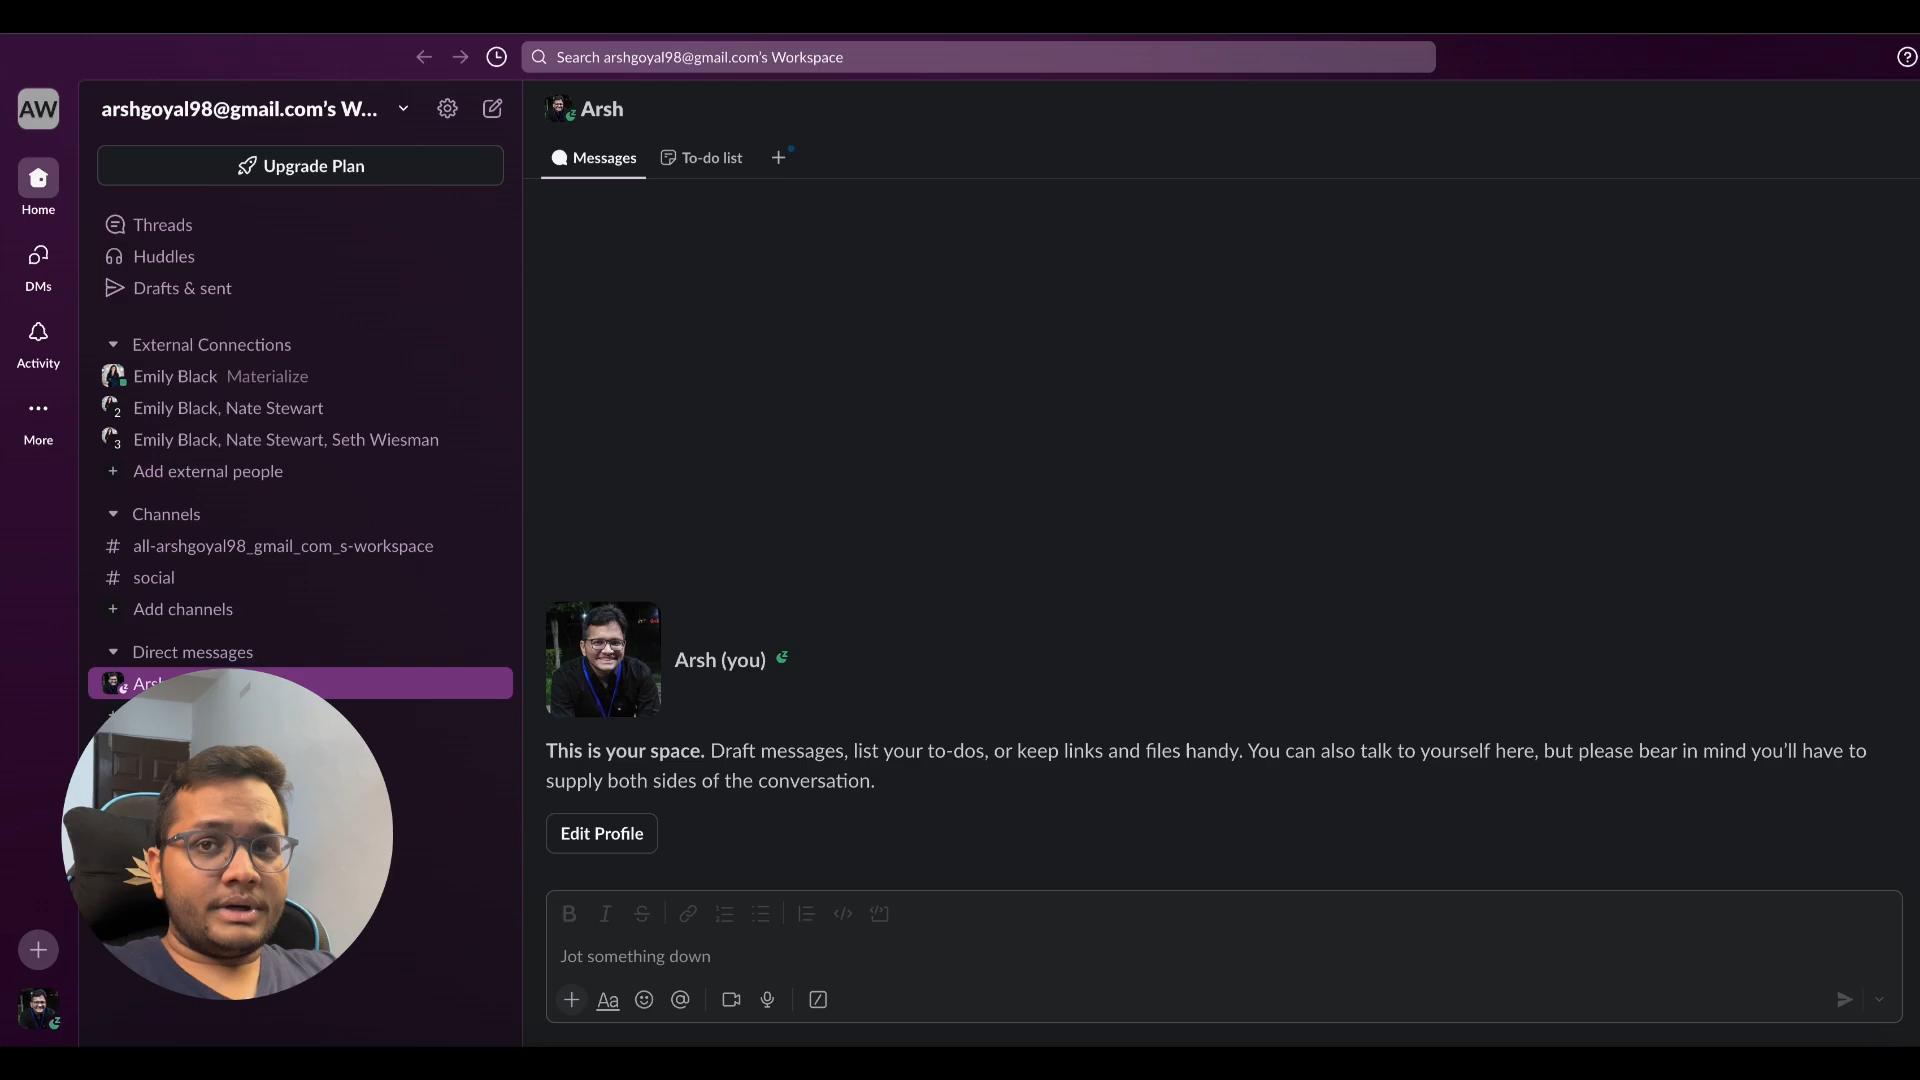 Search arshgoyal98@gmail.com's Workspace
AW
Home
DMs
Activity
More
arshgoyal98@gmail.com’s W...
Upgrade Plan
Threads
Huddles
Drafts & sent
External Connections
Emily Black Materialize
2 Emily Black, Nate Stewart
3 Emily Black, Nate Stewart, Seth Wiesman
+ Add external people
Channels
# all-arshgoyal98_gmail_com_s-workspace
# social
+ Add channels
Direct messages
Arsh
Messages
To-do list
+
Arsh (you)
This is your space. Draft messages, list your to-dos, or keep links and files handy. You can also talk to yourself here, but please bear in mind you’ll have to
supply both sides of the conversation.
Edit Profile
B I S
Jot something down
+ Aa @